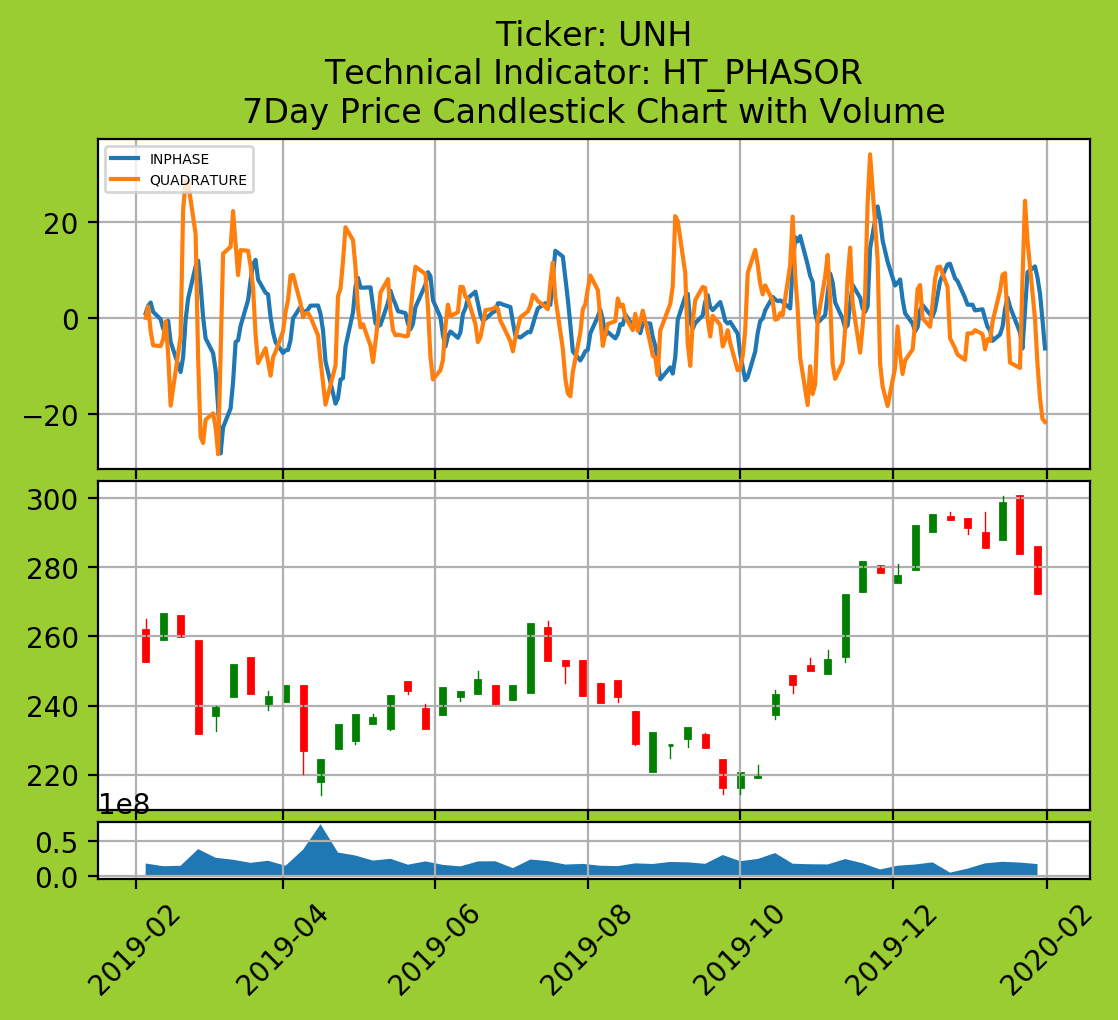 Ticker: UNH
Technical Indicator: HT_PHASOR
7Day Price Candlestick Chart with Volume
INPHASE
QUADRATURE
20
0
−20
300
280
260
240
220
1e8
0.5
0.0
2019-02
2019-04
2019-06
2019-08
2019-10
2019-12
2020-02